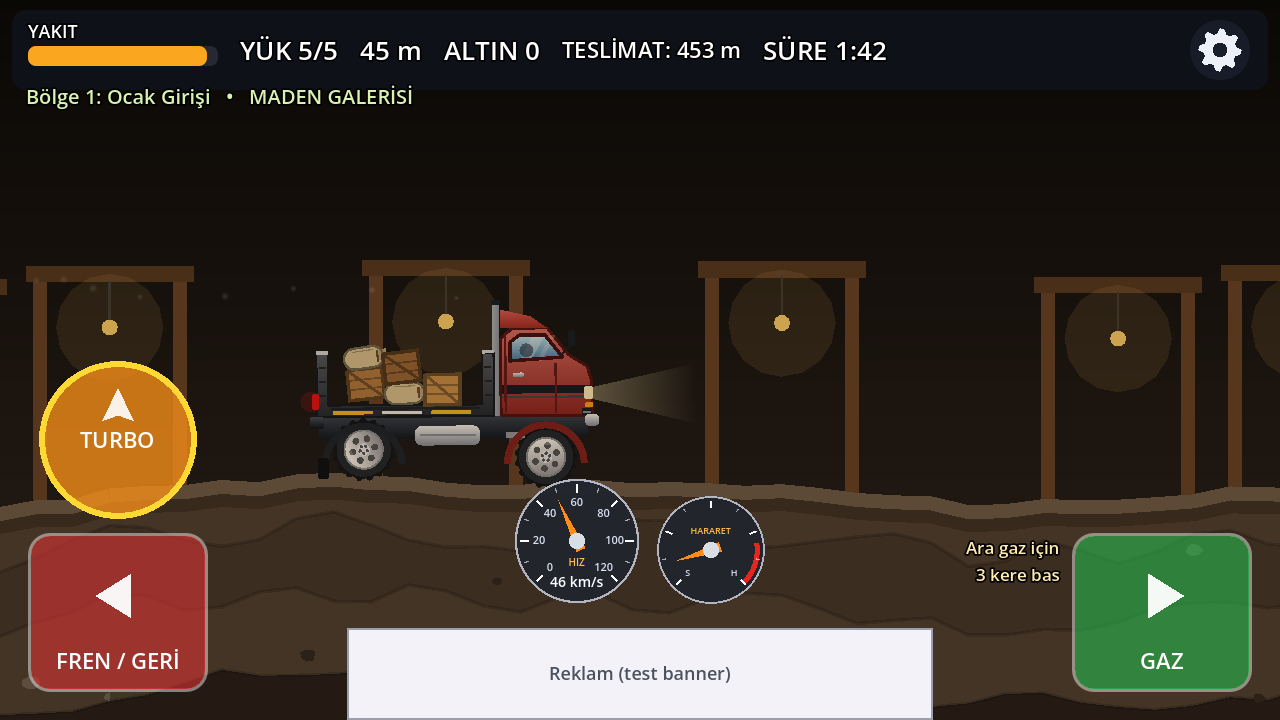 YAKIT
YÜK 5/5 45 m ALTIN 0 TESLİMAT: 453 m SÜRE 1:42
Bölge 1: Ocak Girişi • MADEN GALERİSİ
TURBO
0 20 40 60 80 100 120
HIZ
46 km/s
HARARET
S H
Ara gaz için
3 kere bas
FREN / GERİ
GAZ
Reklam (test banner)